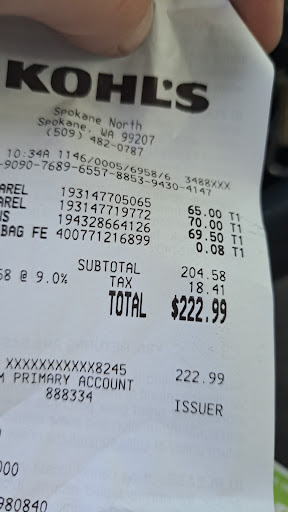 KOHL'S
Spokane North
Spokane, WA 99207
(509) 482-0787
10:34A 1146/0005/6958/6 3488XXX
-9090-7689-6557-8853-9430-4147
AREL 193147705065 65.00 T1
AREL 193147719772 70.00 T1
NS 194328664126 69.50 T1
BAG FE 400771216899 0.08 T1
SUBTOTAL 204.58
58 @ 9.0% TAX 18.41
TOTAL $222.99
XXXXXXXXXXX8245 222.99
M PRIMARY ACCOUNT
888334 ISSUER
000
980840